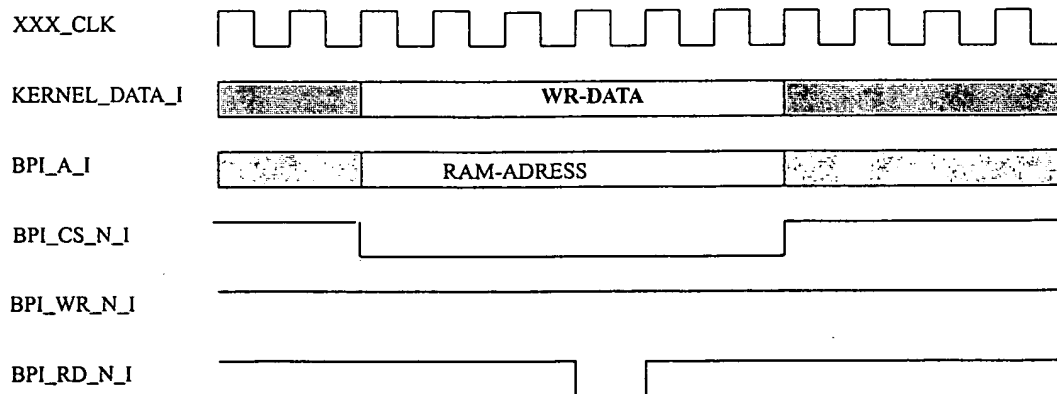 XXX_CLK
KERNEL_DATA_I
WR-DATA
BPI_A_I
RAM-ADRESS
BPI_CS_N_I
BPI_WR_N_I
BPI_RD_N_I